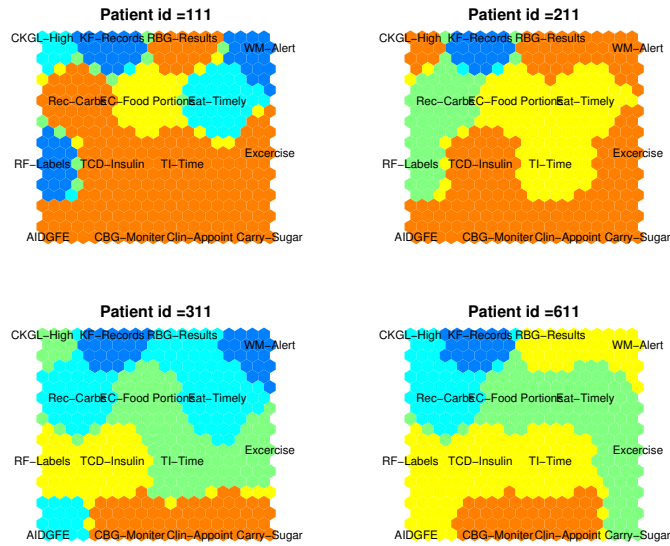 Patient id =111
CKGL−High KF−Records RBG−Results
WM−Alert
Rec−Carbs EC−Food Portions Eat−Timely
Excercise
RF−Labels TCD−Insulin TI−Time
AIDGFE CBG−Moniter Clin−Appoint Carry−Sugar
Patient id =211
CKGL−High KF−Records RBG−Results
WM−Alert
Rec−Carbs EC−Food Portions Eat−Timely
Excercise
RF−Labels TCD−Insulin TI−Time
AIDGFE CBG−Moniter Clin−Appoint Carry−Sugar
Patient id =311
CKGL−High KF−Records RBG−Results
WM−Alert
Rec−Carbs EC−Food Portions Eat−Timely
Excercise
RF−Labels TCD−Insulin TI−Time
AIDGFE CBG−Moniter Clin−Appoint Carry−Sugar
Patient id =611
CKGL−High KF−Records RBG−Results
WM−Alert
Rec−Carbs EC−Food Portions Eat−Timely
Excercise
RF−Labels TCD−Insulin TI−Time
AIDGFE CBG−Moniter Clin−Appoint Carry−Sugar